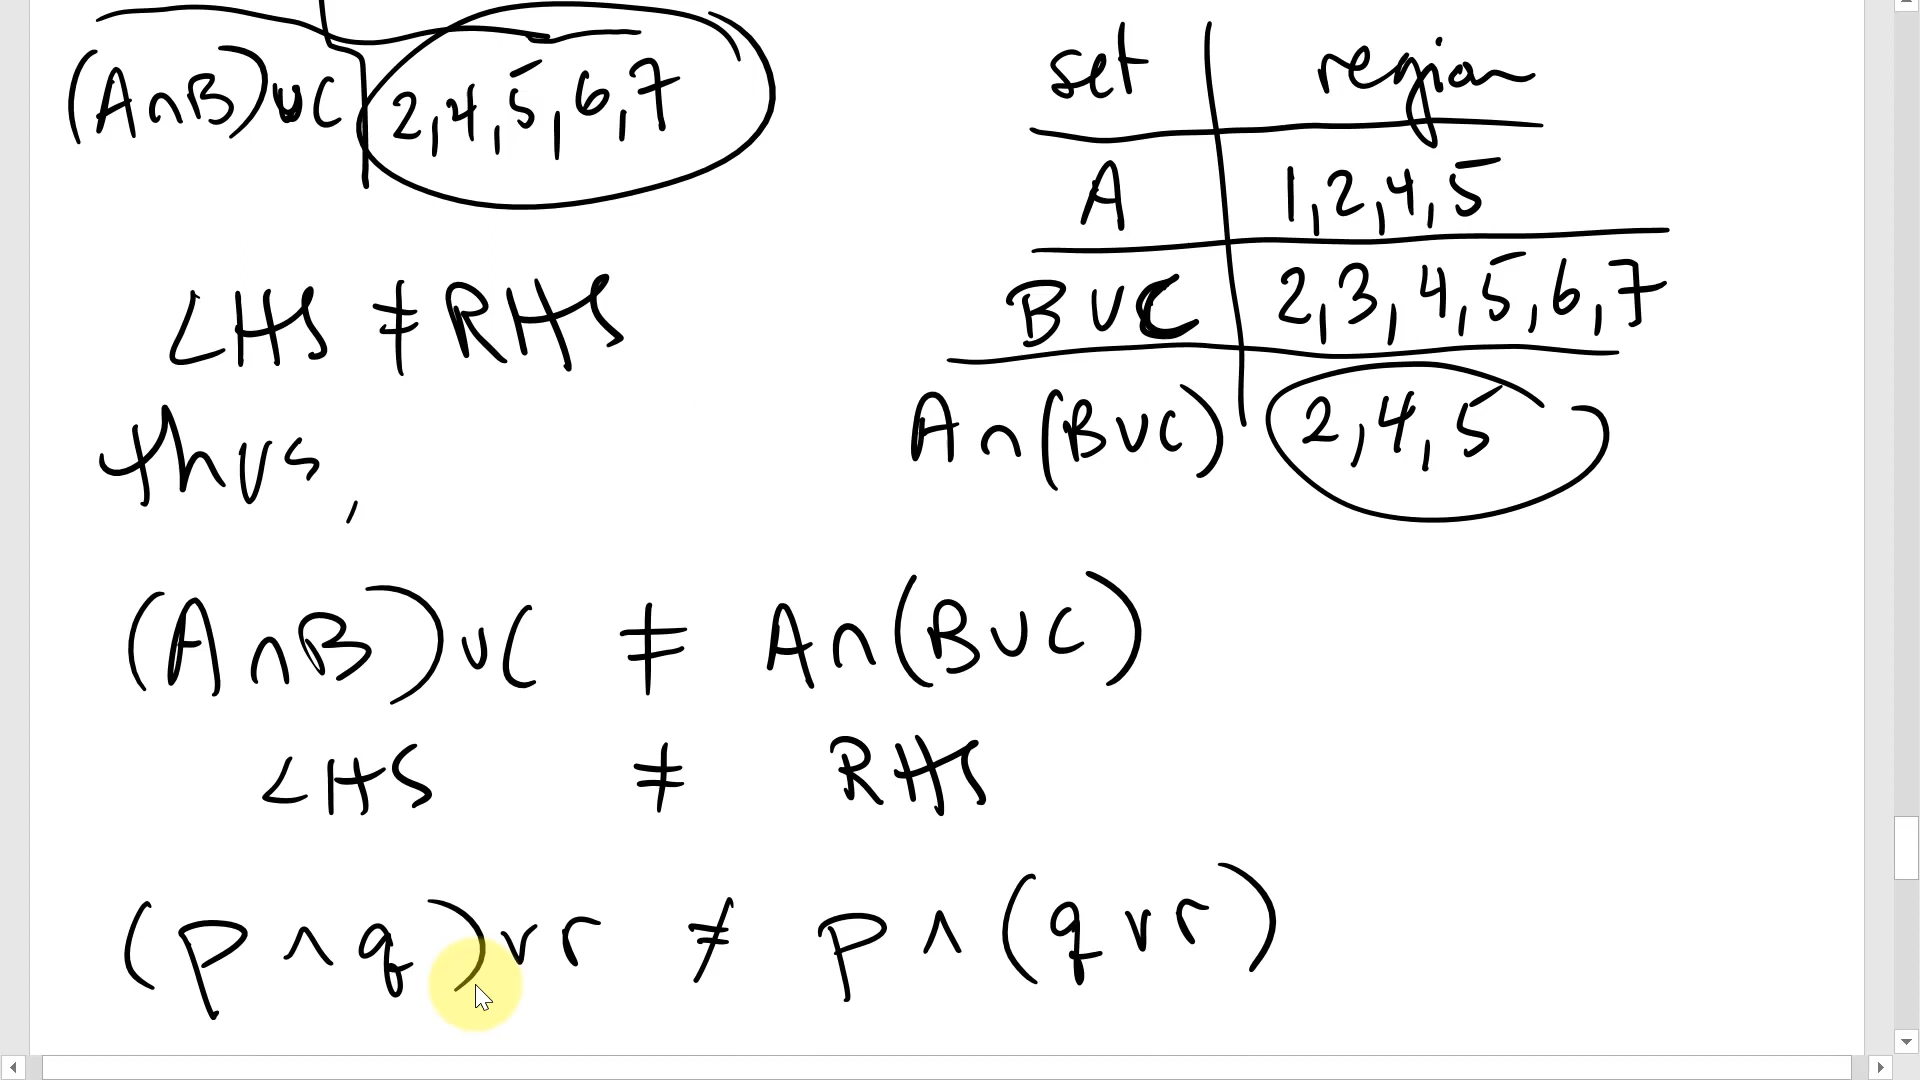 (A∩B)∪C | 2,4,5,6,7
set | region
A | 1,2,4,5
B∪C | 2,3,4,5,6,7
A∩(B∪C) | 2,4,5
LHS ≠ RHS
thus,
(A∩B)∪C ≠ A∩(B∪C)
LHS ≠ RHS
(p∧q)∨r ≠ p∧(q∨r)